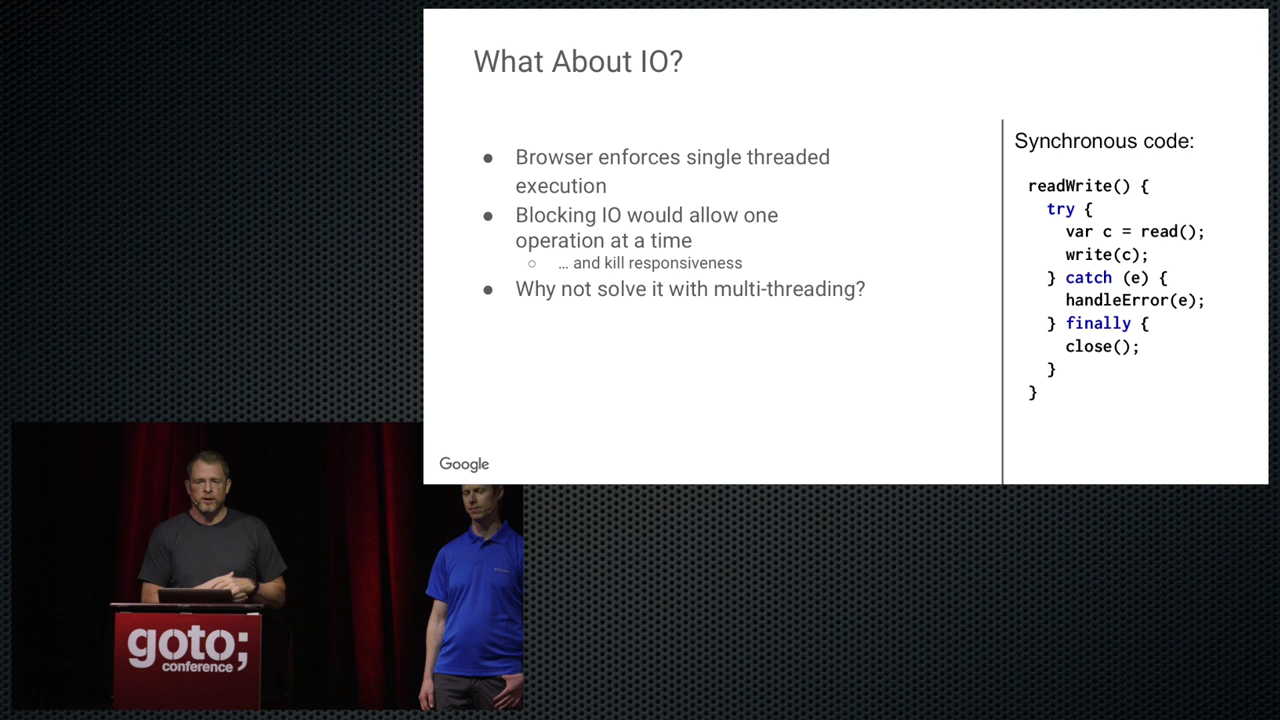 What About IO?
● Browser enforces single threaded
execution
● Blocking IO would allow one
operation at a time
○ … and kill responsiveness
● Why not solve it with multi-threading?
Google
Synchronous code:
readWrite() {
try {
var c = read();
write(c);
} catch (e) {
handleError(e);
} finally {
close();
}
}
goto;
conference